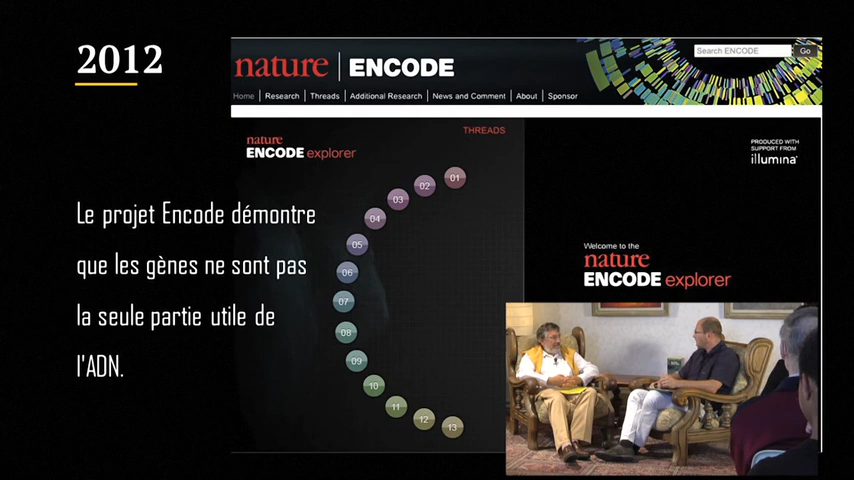 2012
nature | ENCODE
Search ENCODE
Go
Home | Research | Threads | Additional Research | News and Comment | About | Sponsor
nature
ENCODE explorer
THREADS
PRODUCED WITH
SUPPORT FROM
illumina
01
02
03
04
05
06
07
08
09
10
11
12
13
Le projet Encode démontre
que les gènes ne sont pas
la seule partie utile de
l'ADN.
Welcome to the
nature
ENCODE explorer